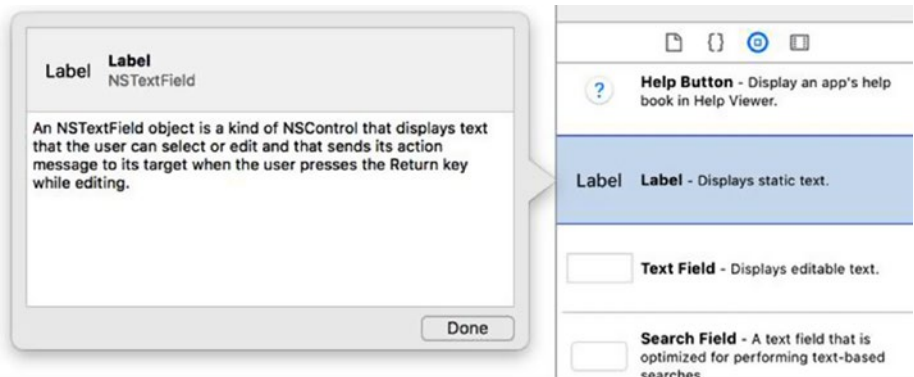 Label
Label
NSTextField
An NSTextField object is a kind of NSControl that displays text
that the user can select or edit and that sends its action
message to its target when the user presses the Return key
while editing.
Done
{}
?
Help Button - Display an app's help
book in Help Viewer.
Label
Label - Displays static text.
Text Field - Displays editable text.
Search Field - A text field that is
optimized for performing text-based
searches